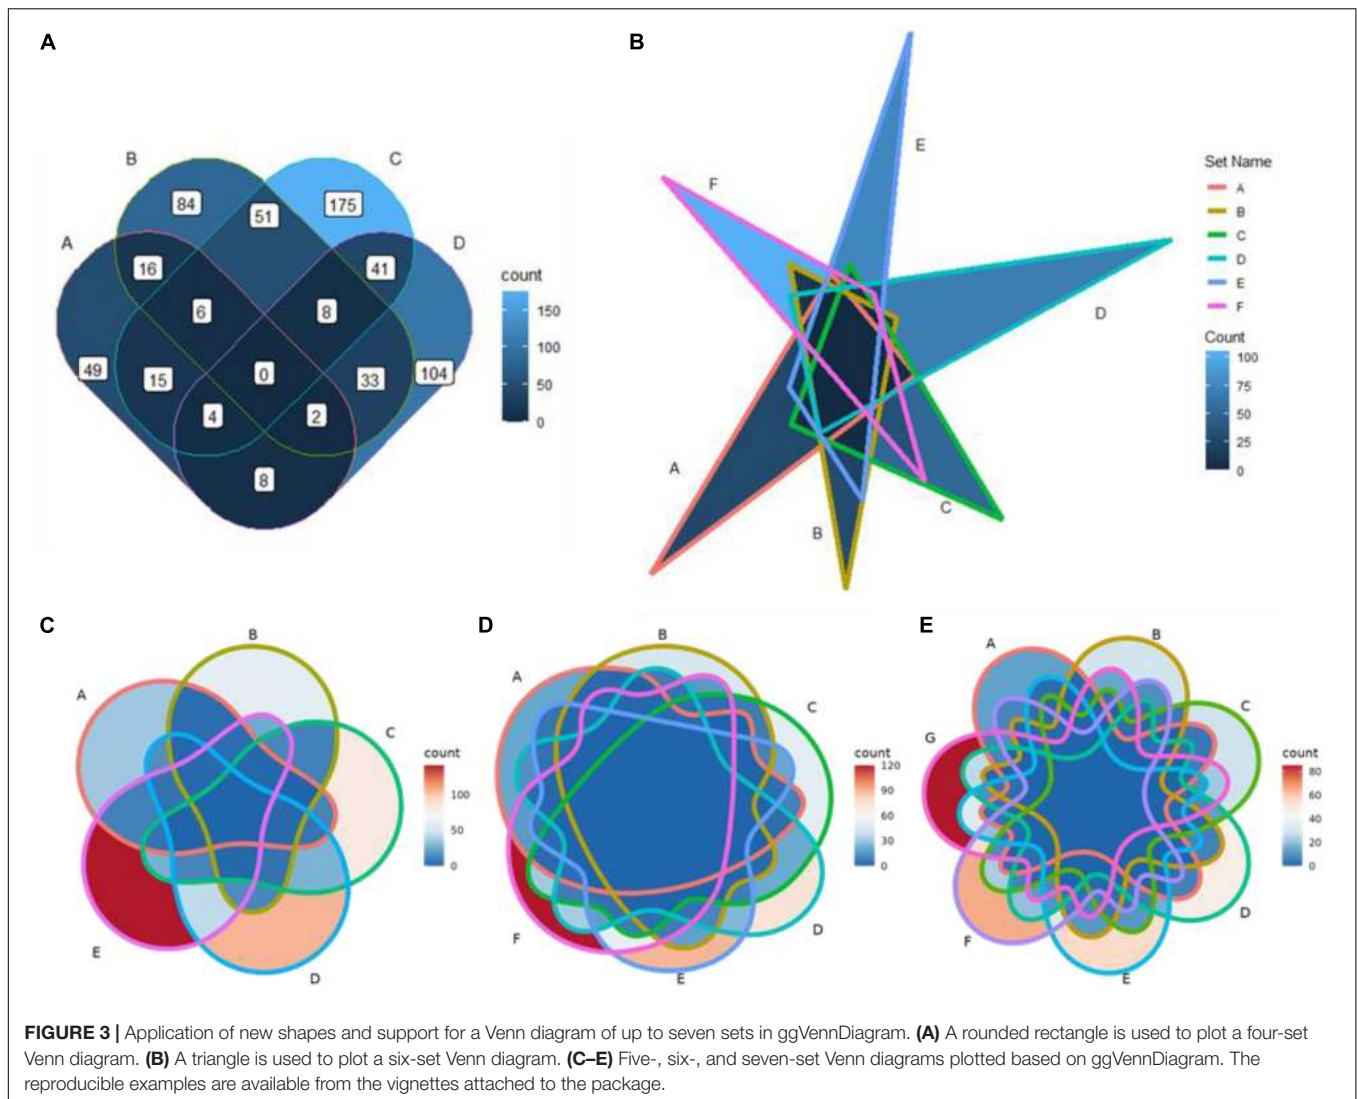 A
B
C
A
D
84
51
175
16
41
6
8
49
15
0
33
104
4
2
8
count
150
100
50
0
B
E
F
D
A
C
B
Set Name
A
B
C
D
E
F
Count
100
75
50
25
0
C
B
A
C
E
D
count
100
50
0
D
B
A
C
F
D
E
count
120
90
60
30
0
E
A
B
C
G
F
D
E
count
80
60
40
20
0
FIGURE 3 | Application of new shapes and support for a Venn diagram of up to seven sets in ggVennDiagram. (A) A rounded rectangle is used to plot a four-set
Venn diagram. (B) A triangle is used to plot a six-set Venn diagram. (C–E) Five-, six-, and seven-set Venn diagrams plotted based on ggVennDiagram. The
reproducible examples are available from the vignettes attached to the package.